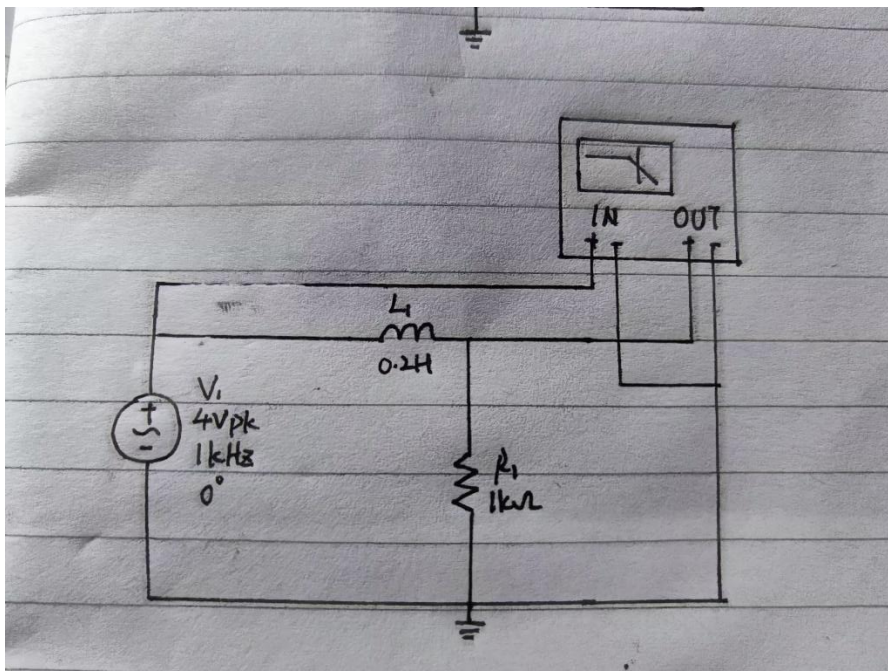 IN OUT
+ - + -
L1
0.2H
V1
4Vpk
1kHz
0°
+
-
R1
1kΩ